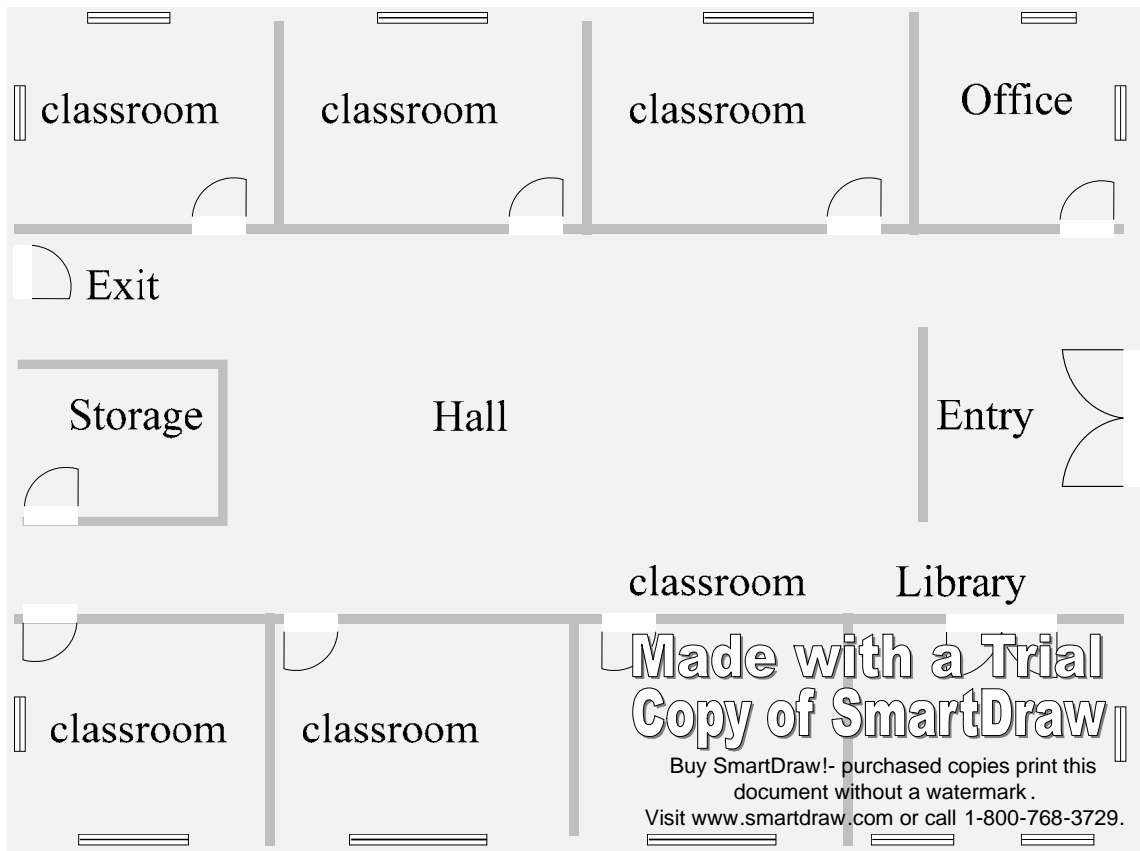 classroom
classroom
classroom
Office
Exit
Storage
Hall
Entry
classroom
Library
classroom
classroom
Made with a Trial
Copy of SmartDraw
Buy SmartDraw!- purchased copies print this
document without a watermark.
Visit www.smartdraw.com or call 1-800-768-3729.